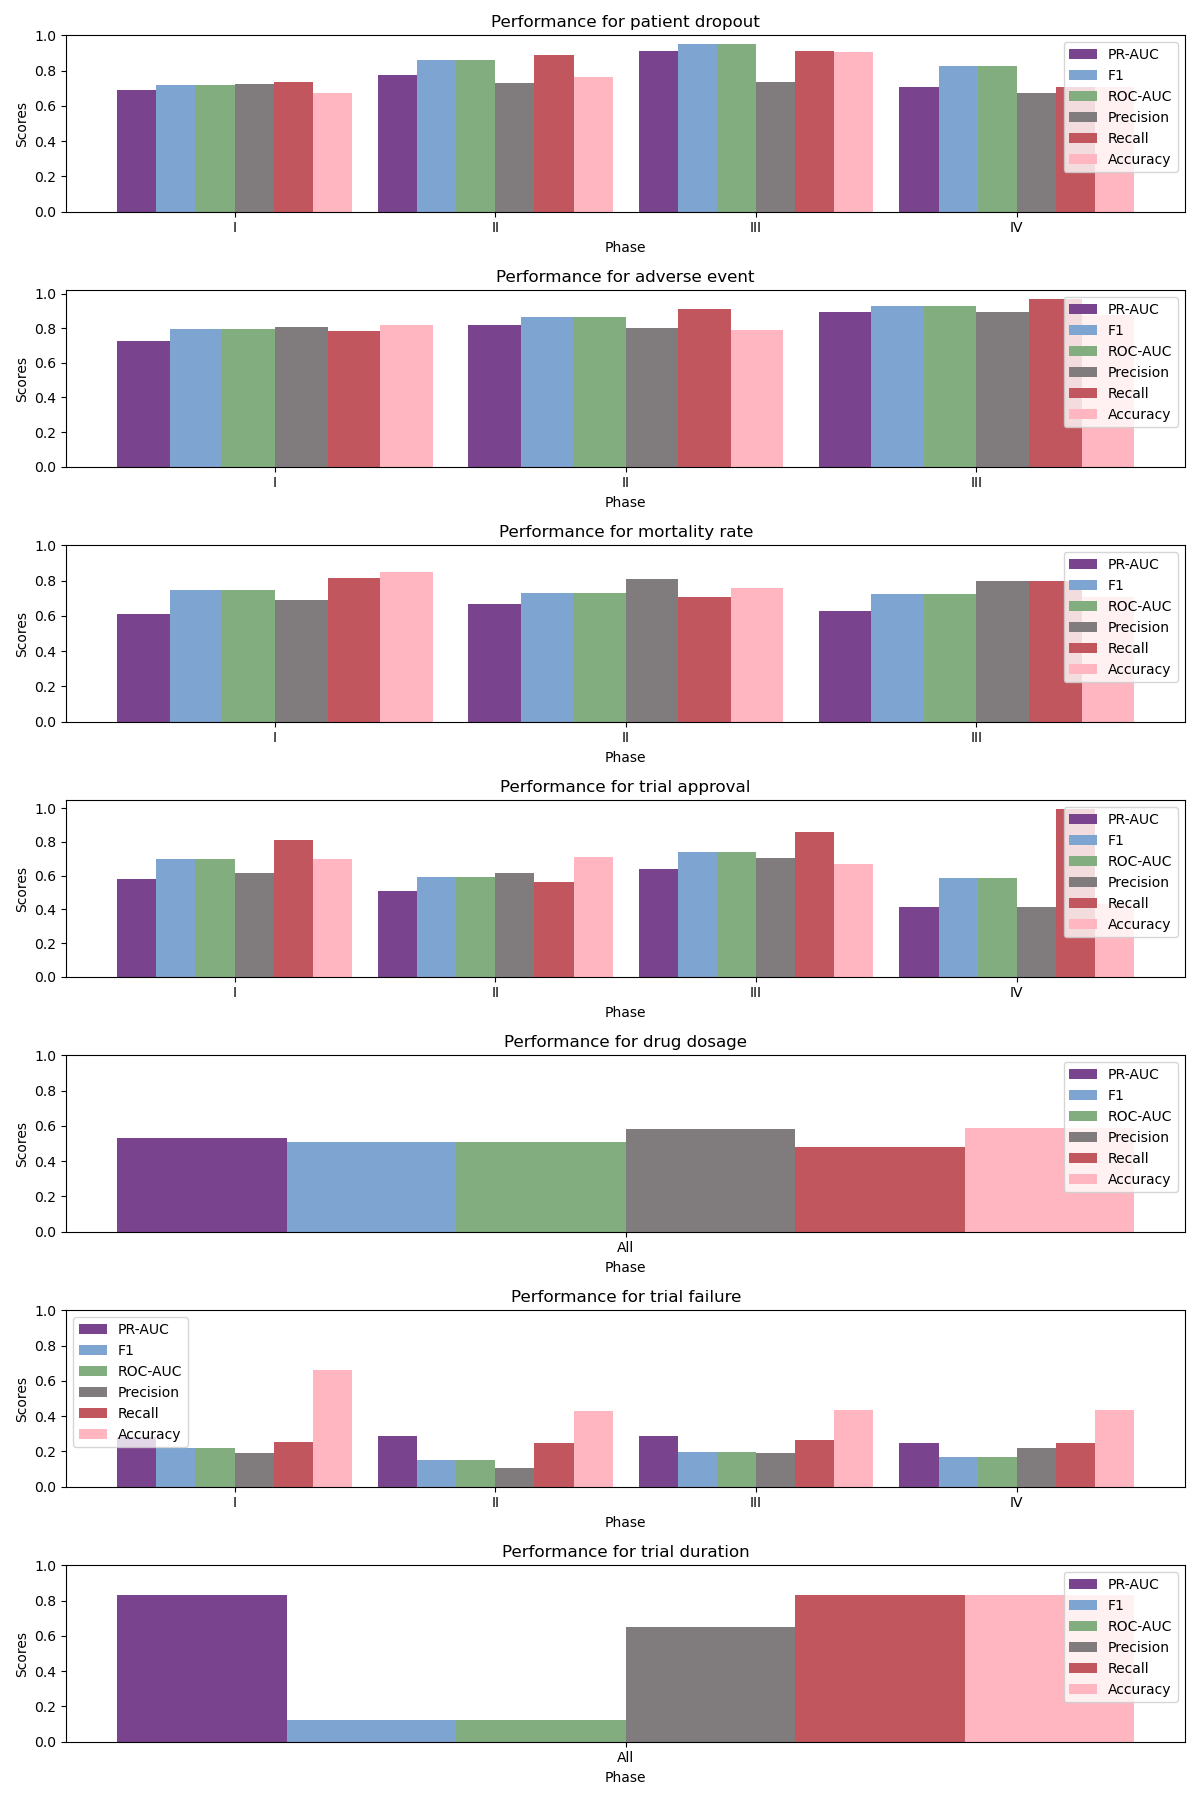 Performance for patient dropout
1.0
0.8
0.6
0.4
0.2
0.0
Scores
PR-AUC
F1
ROC-AUC
Precision
Recall
Accuracy
I II III IV
Phase
Performance for adverse event
1.0
0.8
0.6
0.4
0.2
0.0
Scores
PR-AUC
F1
ROC-AUC
Precision
Recall
Accuracy
I II III
Phase
Performance for mortality rate
1.0
0.8
0.6
0.4
0.2
0.0
Scores
PR-AUC
F1
ROC-AUC
Precision
Recall
Accuracy
I II III
Phase
Performance for trial approval
1.0
0.8
0.6
0.4
0.2
0.0
Scores
PR-AUC
F1
ROC-AUC
Precision
Recall
Accuracy
I II III IV
Phase
Performance for drug dosage
1.0
0.8
0.6
0.4
0.2
0.0
Scores
PR-AUC
F1
ROC-AUC
Precision
Recall
Accuracy
All
Phase
Performance for trial failure
1.0
0.8
0.6
0.4
0.2
0.0
Scores
PR-AUC
F1
ROC-AUC
Precision
Recall
Accuracy
I II III IV
Phase
Performance for trial duration
1.0
0.8
0.6
0.4
0.2
0.0
Scores
PR-AUC
F1
ROC-AUC
Precision
Recall
Accuracy
All
Phase